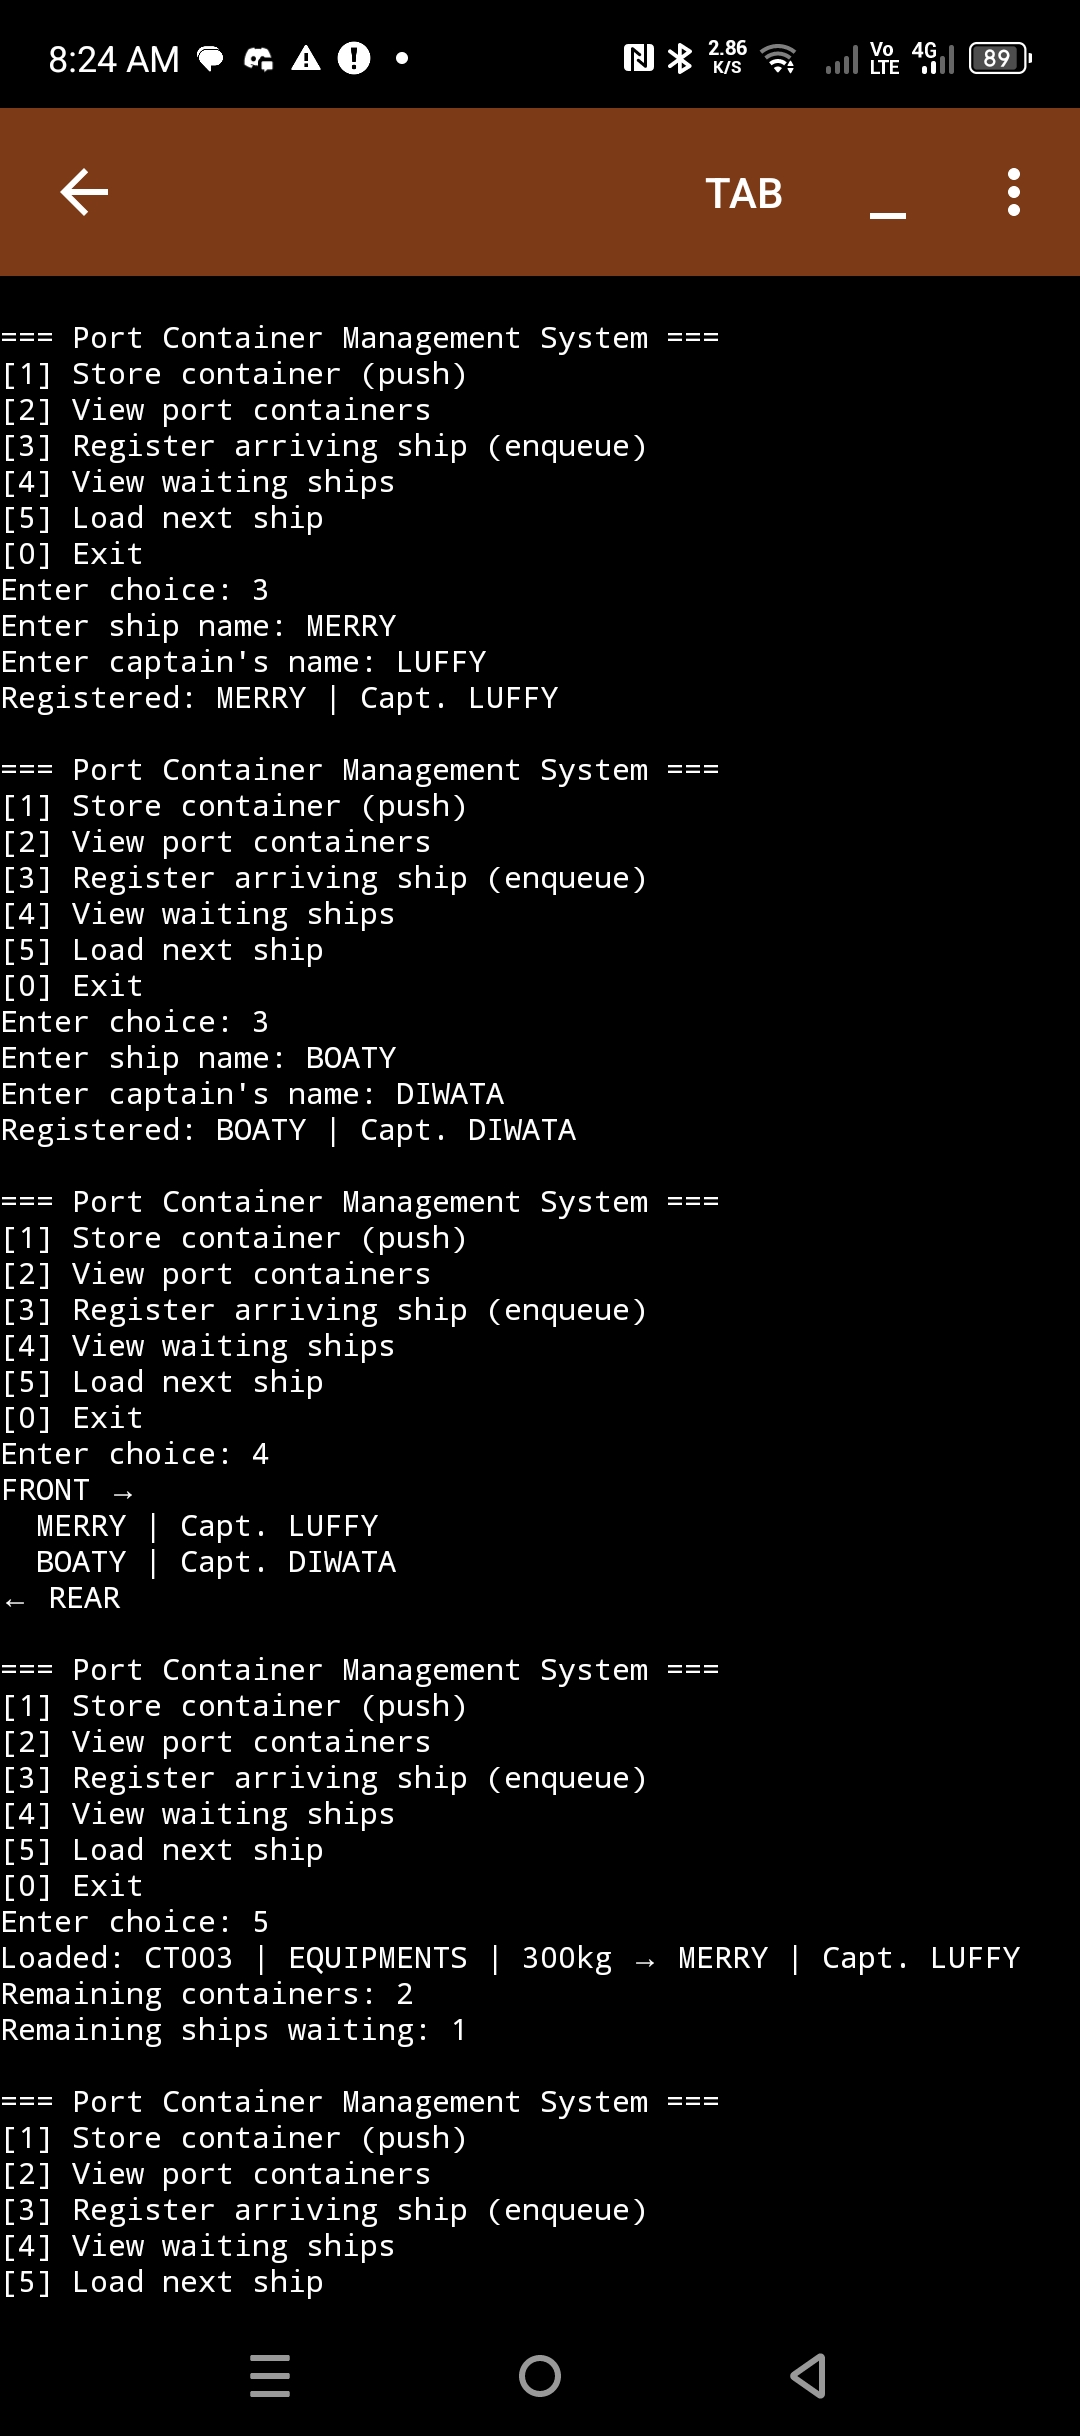 8:24 AM 2.86 K/S Vo LTE 4G 89
TAB _
=== Port Container Management System ===
[1] Store container (push)
[2] View port containers
[3] Register arriving ship (enqueue)
[4] View waiting ships
[5] Load next ship
[0] Exit
Enter choice: 3
Enter ship name: MERRY
Enter captain's name: LUFFY
Registered: MERRY | Capt. LUFFY
=== Port Container Management System ===
[1] Store container (push)
[2] View port containers
[3] Register arriving ship (enqueue)
[4] View waiting ships
[5] Load next ship
[0] Exit
Enter choice: 3
Enter ship name: BOATY
Enter captain's name: DIWATA
Registered: BOATY | Capt. DIWATA
=== Port Container Management System ===
[1] Store container (push)
[2] View port containers
[3] Register arriving ship (enqueue)
[4] View waiting ships
[5] Load next ship
[0] Exit
Enter choice: 4
FRONT →
MERRY | Capt. LUFFY
BOATY | Capt. DIWATA
← REAR
=== Port Container Management System ===
[1] Store container (push)
[2] View port containers
[3] Register arriving ship (enqueue)
[4] View waiting ships
[5] Load next ship
[0] Exit
Enter choice: 5
Loaded: CT003 | EQUIPMENTS | 300kg → MERRY | Capt. LUFFY
Remaining containers: 2
Remaining ships waiting: 1
=== Port Container Management System ===
[1] Store container (push)
[2] View port containers
[3] Register arriving ship (enqueue)
[4] View waiting ships
[5] Load next ship